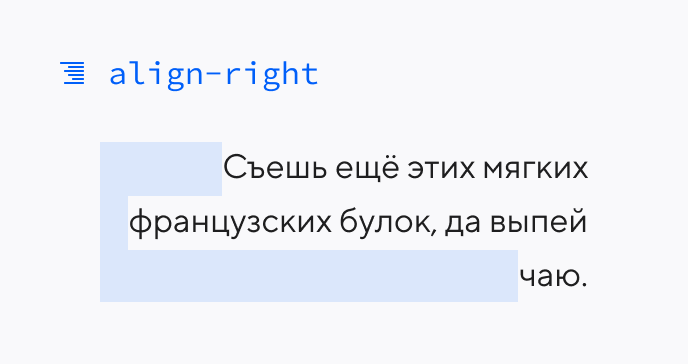 align-right
Съешь ещё этих мягких
французских булок, да выпей
чаю.